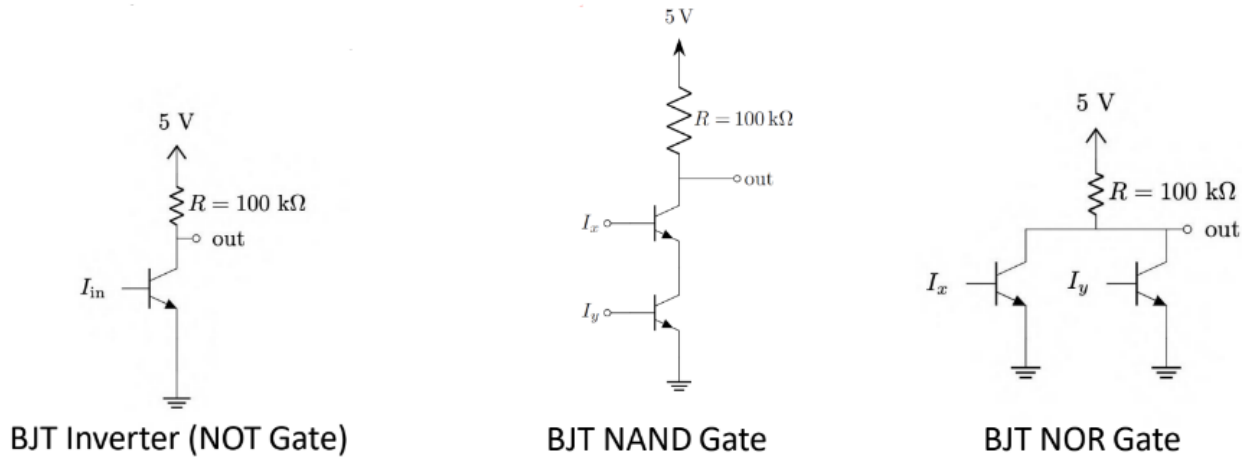 5 V
R = 100 kΩ
out
I_in
BJT Inverter (NOT Gate)
5 V
R = 100 kΩ
out
I_x
I_y
BJT NAND Gate
5 V
R = 100 kΩ
out
I_x I_y
BJT NOR Gate